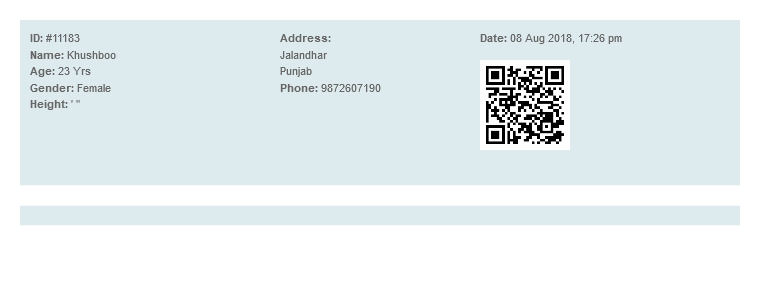 ID: #11183
Name: Khushboo
Age: 23 Yrs
Gender: Female
Height: ' "
Address:
Jalandhar
Punjab
Phone: 9872607190
Date: 08 Aug 2018, 17:26 pm